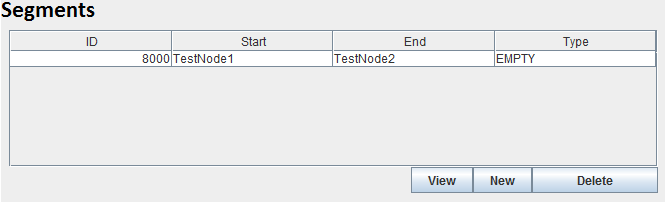 Segments
ID Start End Type
8000 TestNode1 TestNode2 EMPTY
View New Delete